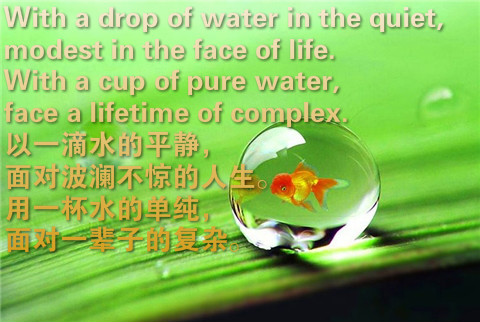 With a drop of water in the quiet,
modest in the face of life.
With a cup of pure water,
face a lifetime of complex.
以一滴水的平静，
面对波澜不惊的人生。
用一杯水的单纯，
面对一辈子的复杂。